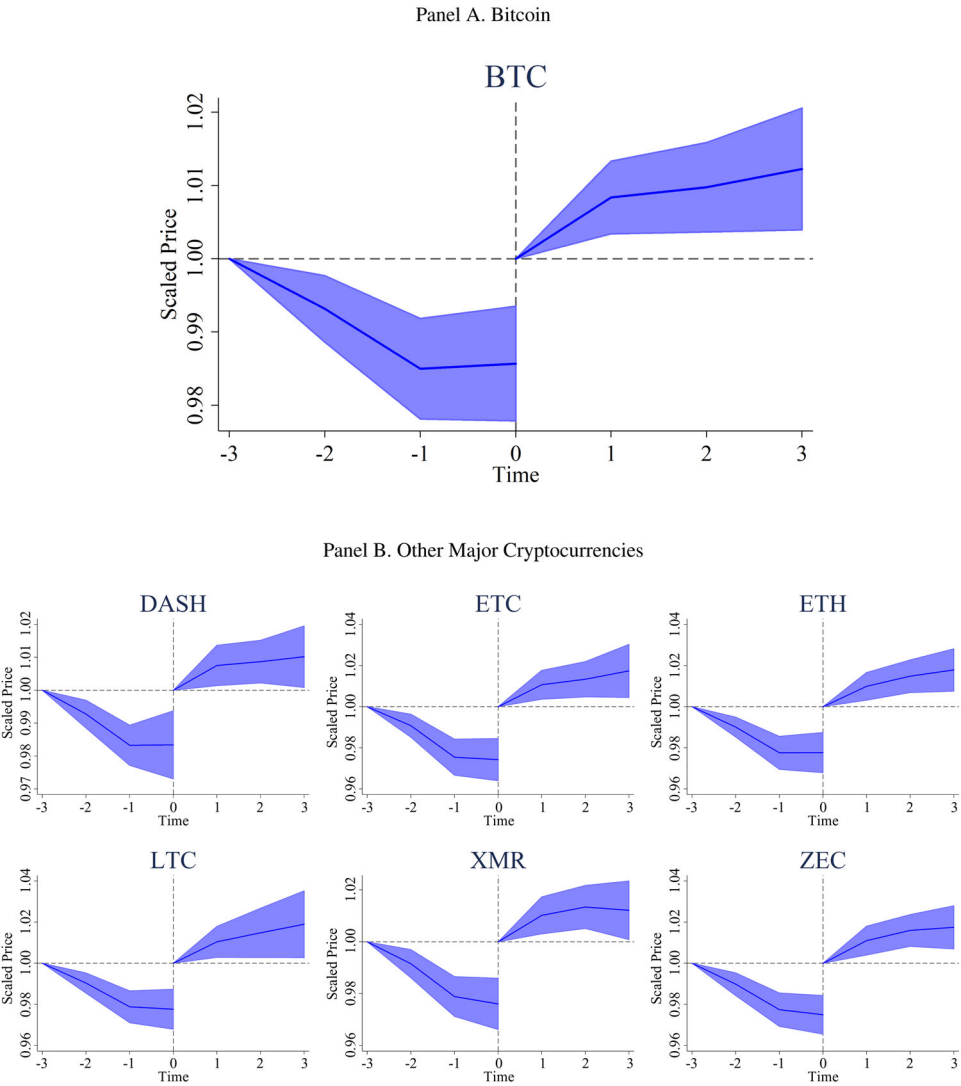 Panel A. Bitcoin
BTC
Scaled Price
1.02
1.01
1.00
0.99
0.98
-3 -2 -1 0 1 2 3
Time
Panel B. Other Major Cryptocurrencies
DASH
Scaled Price
1.02
1.01
1.00
0.99
0.98
0.97
-3 -2 -1 0 1 2 3
Time
ETC
Scaled Price
1.04
1.02
1.00
0.98
0.96
-3 -2 -1 0 1 2 3
Time
ETH
Scaled Price
1.04
1.02
1.00
0.98
0.96
-3 -2 -1 0 1 2 3
Time
LTC
Scaled Price
1.04
1.02
1.00
0.98
0.96
-3 -2 -1 0 1 2 3
Time
XMR
Scaled Price
1.02
1.00
0.98
0.96
-3 -2 -1 0 1 2 3
Time
ZEC
Scaled Price
1.04
1.02
1.00
0.98
0.96
-3 -2 -1 0 1 2 3
Time